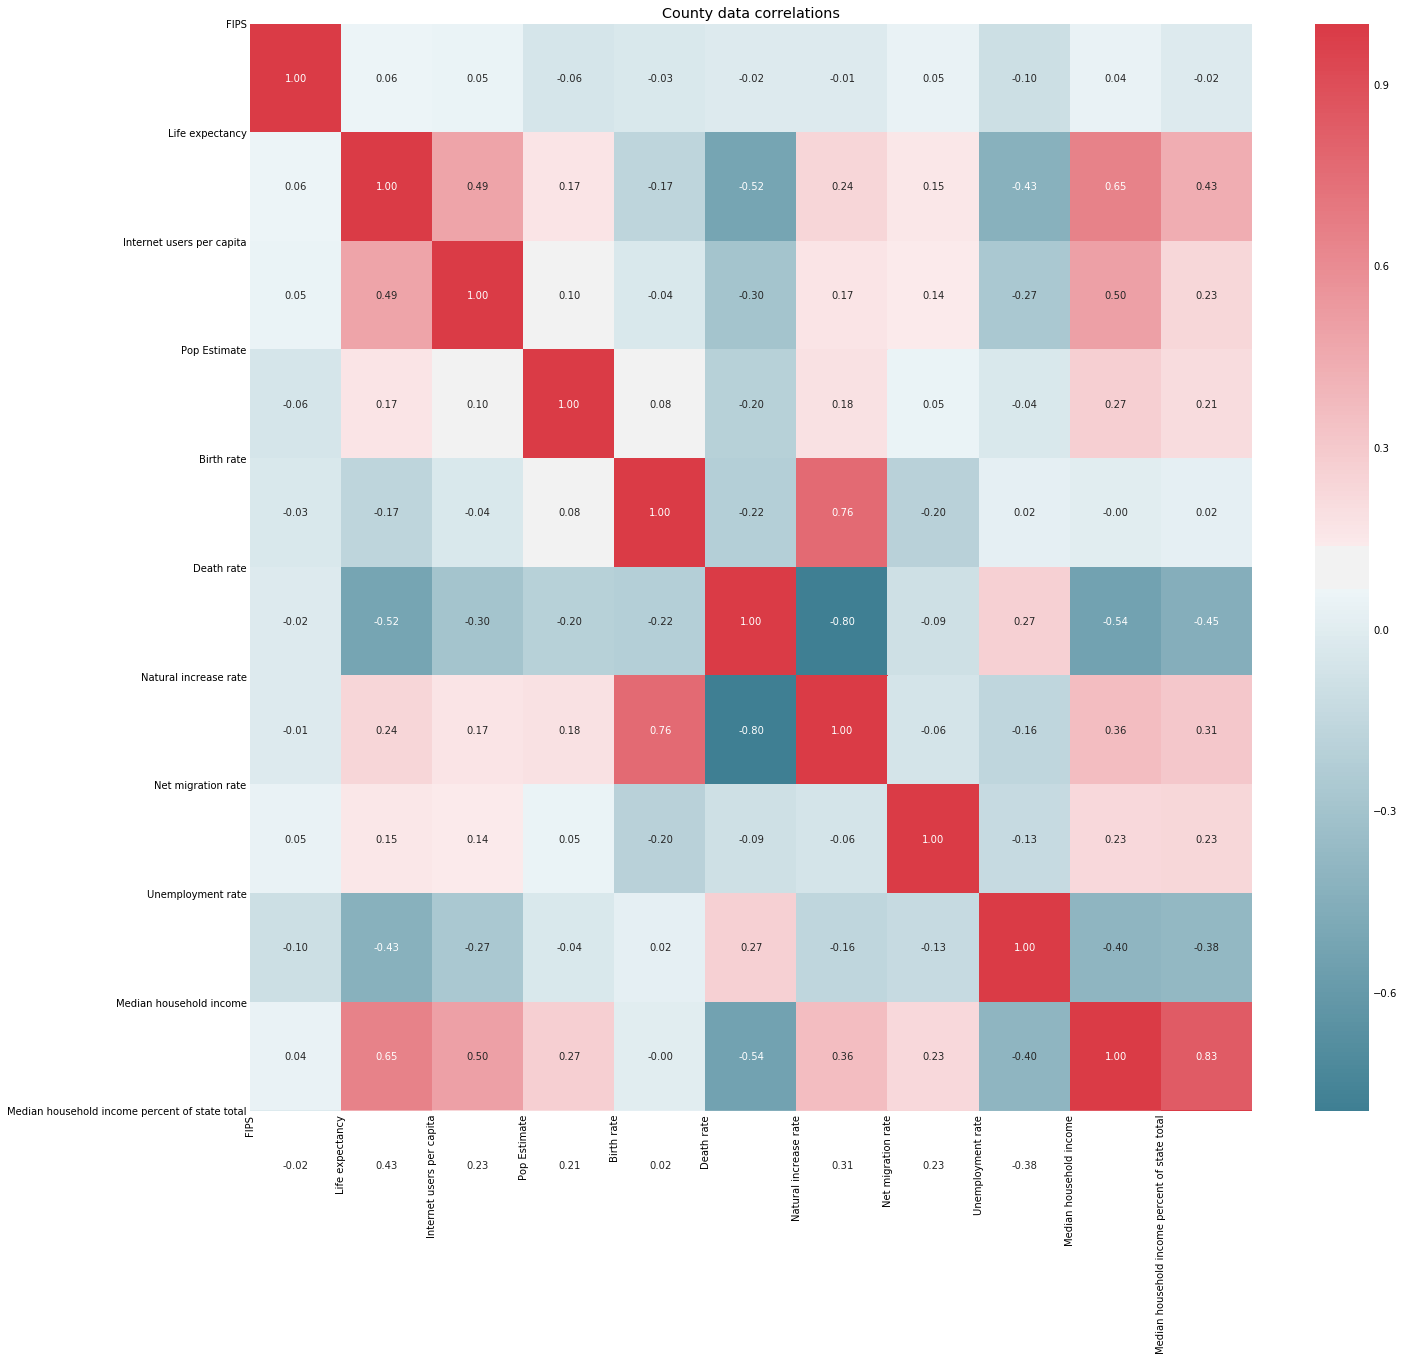 County data correlations
FIPS
1.00 0.06 0.05 -0.06 -0.03 -0.02 -0.01 0.05 -0.10 0.04 -0.02
0.9
Life expectancy
0.06 1.00 0.49 0.17 -0.17 -0.52 0.24 0.15 -0.43 0.65 0.43
Internet users per capita
0.6
0.05 0.49 1.00 0.10 -0.04 -0.30 0.17 0.14 -0.27 0.50 0.23
Pop Estimate
-0.06 0.17 0.10 1.00 0.08 -0.20 0.18 0.05 -0.04 0.27 0.21
0.3
Birth rate
-0.03 -0.17 -0.04 0.08 1.00 -0.22 0.76 -0.20 0.02 -0.00 0.02
Death rate
-0.02 -0.52 -0.30 -0.20 -0.22 1.00 -0.80 -0.09 0.27 -0.54 -0.45
0.0
Natural increase rate
-0.01 0.24 0.17 0.18 0.76 -0.80 1.00 -0.06 -0.16 0.36 0.31
Net migration rate
−0.3
0.05 0.15 0.14 0.05 -0.20 -0.09 -0.06 1.00 -0.13 0.23 0.23
Unemployment rate
-0.10 -0.43 -0.27 -0.04 0.02 0.27 -0.16 -0.13 1.00 -0.40 -0.38
−0.6
Median household income
0.04 0.65 0.50 0.27 -0.00 -0.54 0.36 0.23 -0.40 1.00 0.83
Median household income percent of state total
-0.02 0.43 0.23 0.21 0.02 0.31 0.23 -0.38
FIPS
Life expectancy
Internet users per capita
Pop Estimate
Birth rate
Death rate
Natural increase rate
Net migration rate
Unemployment rate
Median household income
Median household income percent of state total